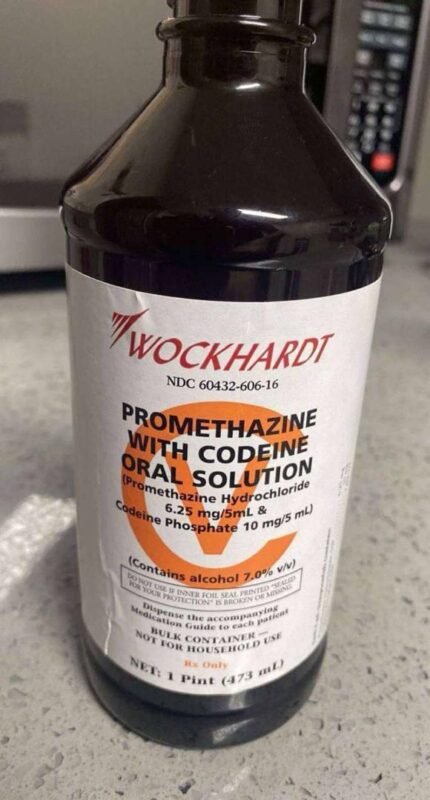 WOCKHARDT
NDC 60432-606-16
PROMETHAZINE
WITH CODEINE
ORAL SOLUTION
(Promethazine Hydrochloride
6.25 mg/5mL &
Codeine Phosphate 10 mg/5 mL)
CV
(Contains alcohol 7.0% v/v)
DO NOT USE IF INNER FOIL SEAL PRINTED "SEALED
FOR YOUR PROTECTION" IS BROKEN OR MISSING.
Dispense the accompanying
Medication Guide to each patient
BULK CONTAINER —
NOT FOR HOUSEHOLD USE
Rx Only
NET: 1 Pint (473 mL)